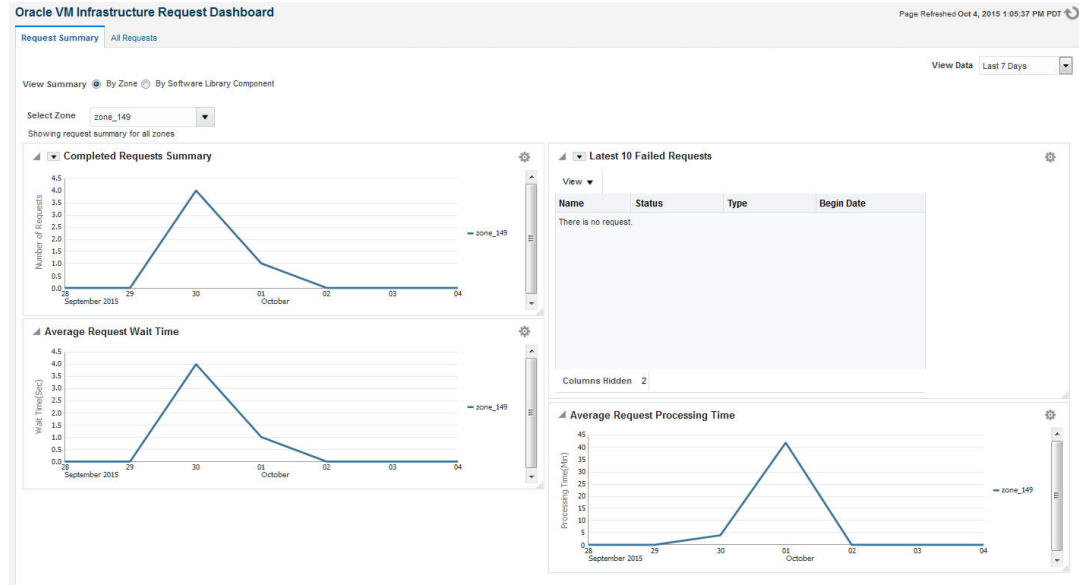 Oracle VM Infrastructure Request Dashboard
Page Refreshed Oct 4, 2015 1:05:37 PM PDT
Request Summary All Requests
View Data Last 7 Days
View Summary By Zone By Software Library Component
Select Zone zone_149
Showing request summary for all zones
Completed Requests Summary
Number of Requests
4.5
4.0
3.5
3.0
2.5
2.0
1.5
1.0
0.5
0.0
28 29 30 01 02 03 04
September 2015 October
zone_149
Latest 10 Failed Requests
View
Name Status Type Begin Date
There is no request.
Columns Hidden 2
Average Request Wait Time
Wait Time(Sec)
4.5
4.0
3.5
3.0
2.5
2.0
1.5
1.0
0.5
0.0
28 29 30 01 02 03 04
September 2015 October
zone_149
Average Request Processing Time
Processing Time(Min)
45
40
35
30
25
20
15
10
5
0
28 29 30 01 02 03 04
September 2015 October
zone_149